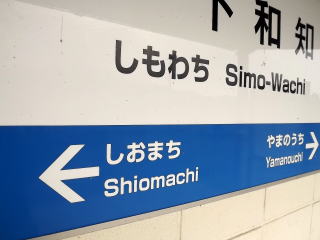 下和知
しもわち Simo-Wachi
しおまち
Shiomachi
やまのうち
Yamanouchi